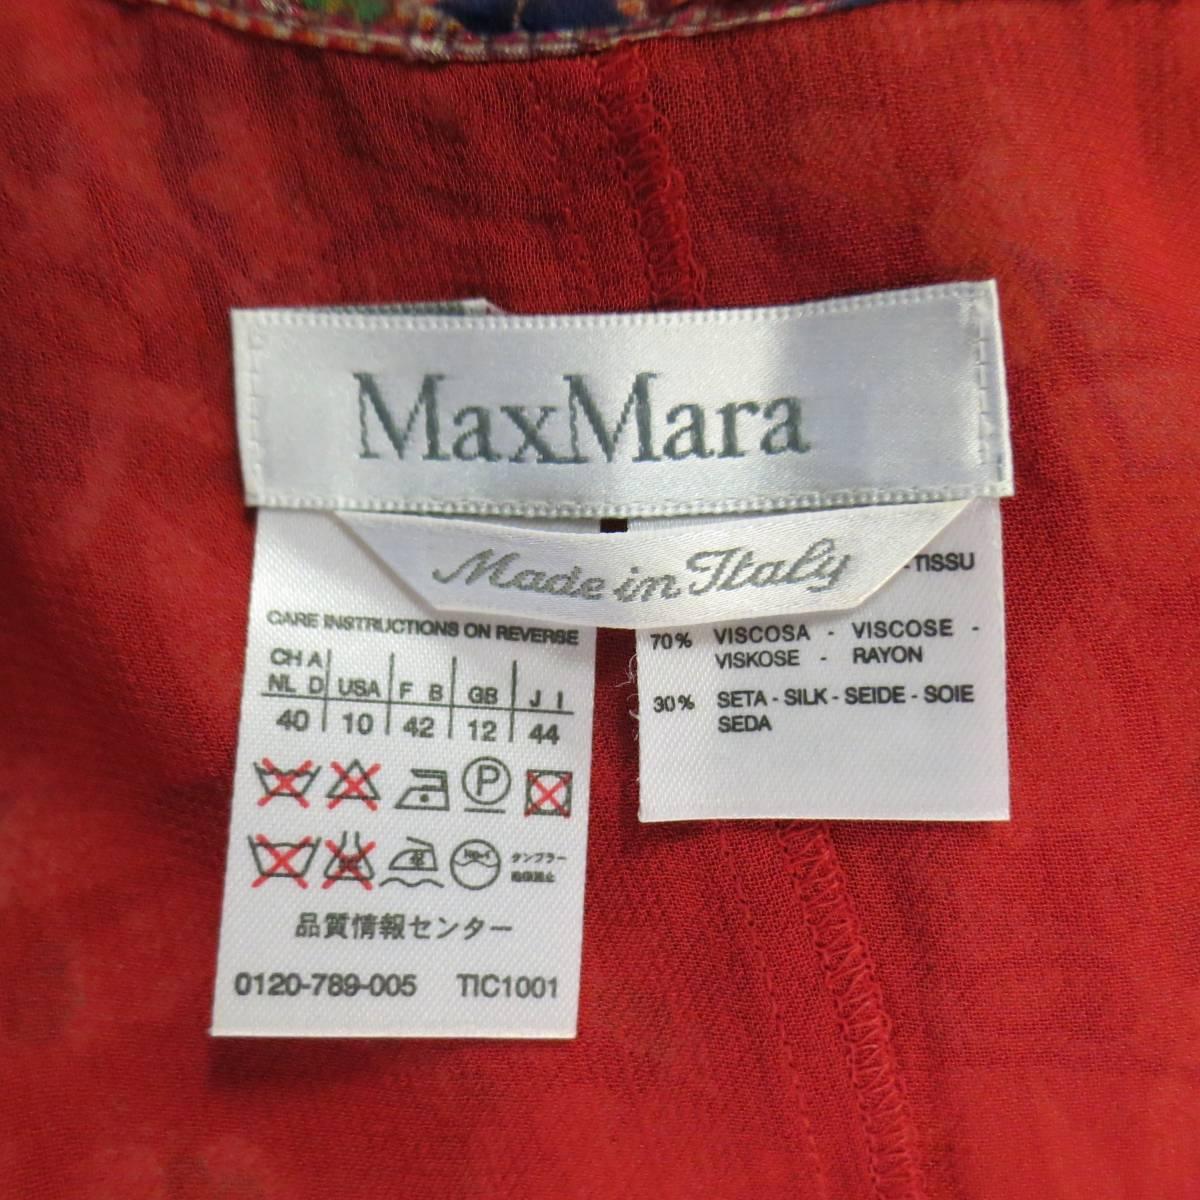 MaxMara
Made in Italy
CARE INSTRUCTIONS ON REVERSE
CH A
NL D USA F B GB J I
40 10 42 12 44
P
タンブラー
品質情報センター
0120-789-005 TIC1001
-TISSU
70% VISCOSA - VISCOSE -
VISKOSE - RAYON
30% SETA - SILK - SEIDE - SOIE
SEDA